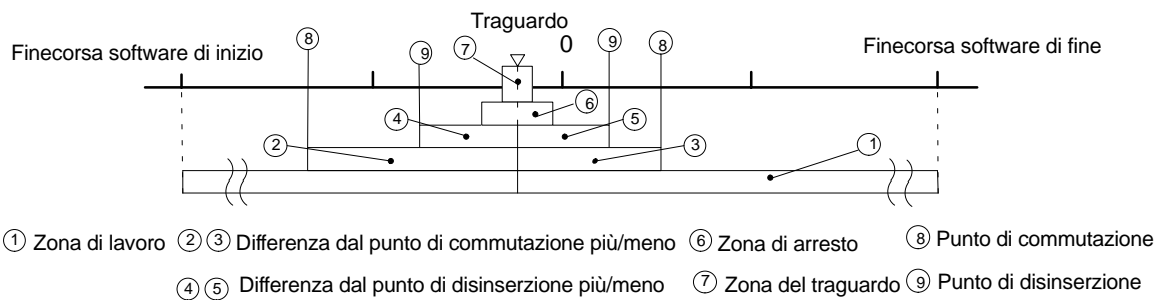 Traguardo
Finecorsa software di inizio ⑧ ⑨ ⑦ 0 ⑨ ⑧ Finecorsa software di fine
④ ⑥ ⑤
② ③ ①
① Zona di lavoro ② ③ Differenza dal punto di commutazione più/meno ⑥ Zona di arresto ⑧ Punto di commutazione
④ ⑤ Differenza dal punto di disinserzione più/meno ⑦ Zona del traguardo ⑨ Punto di disinserzione